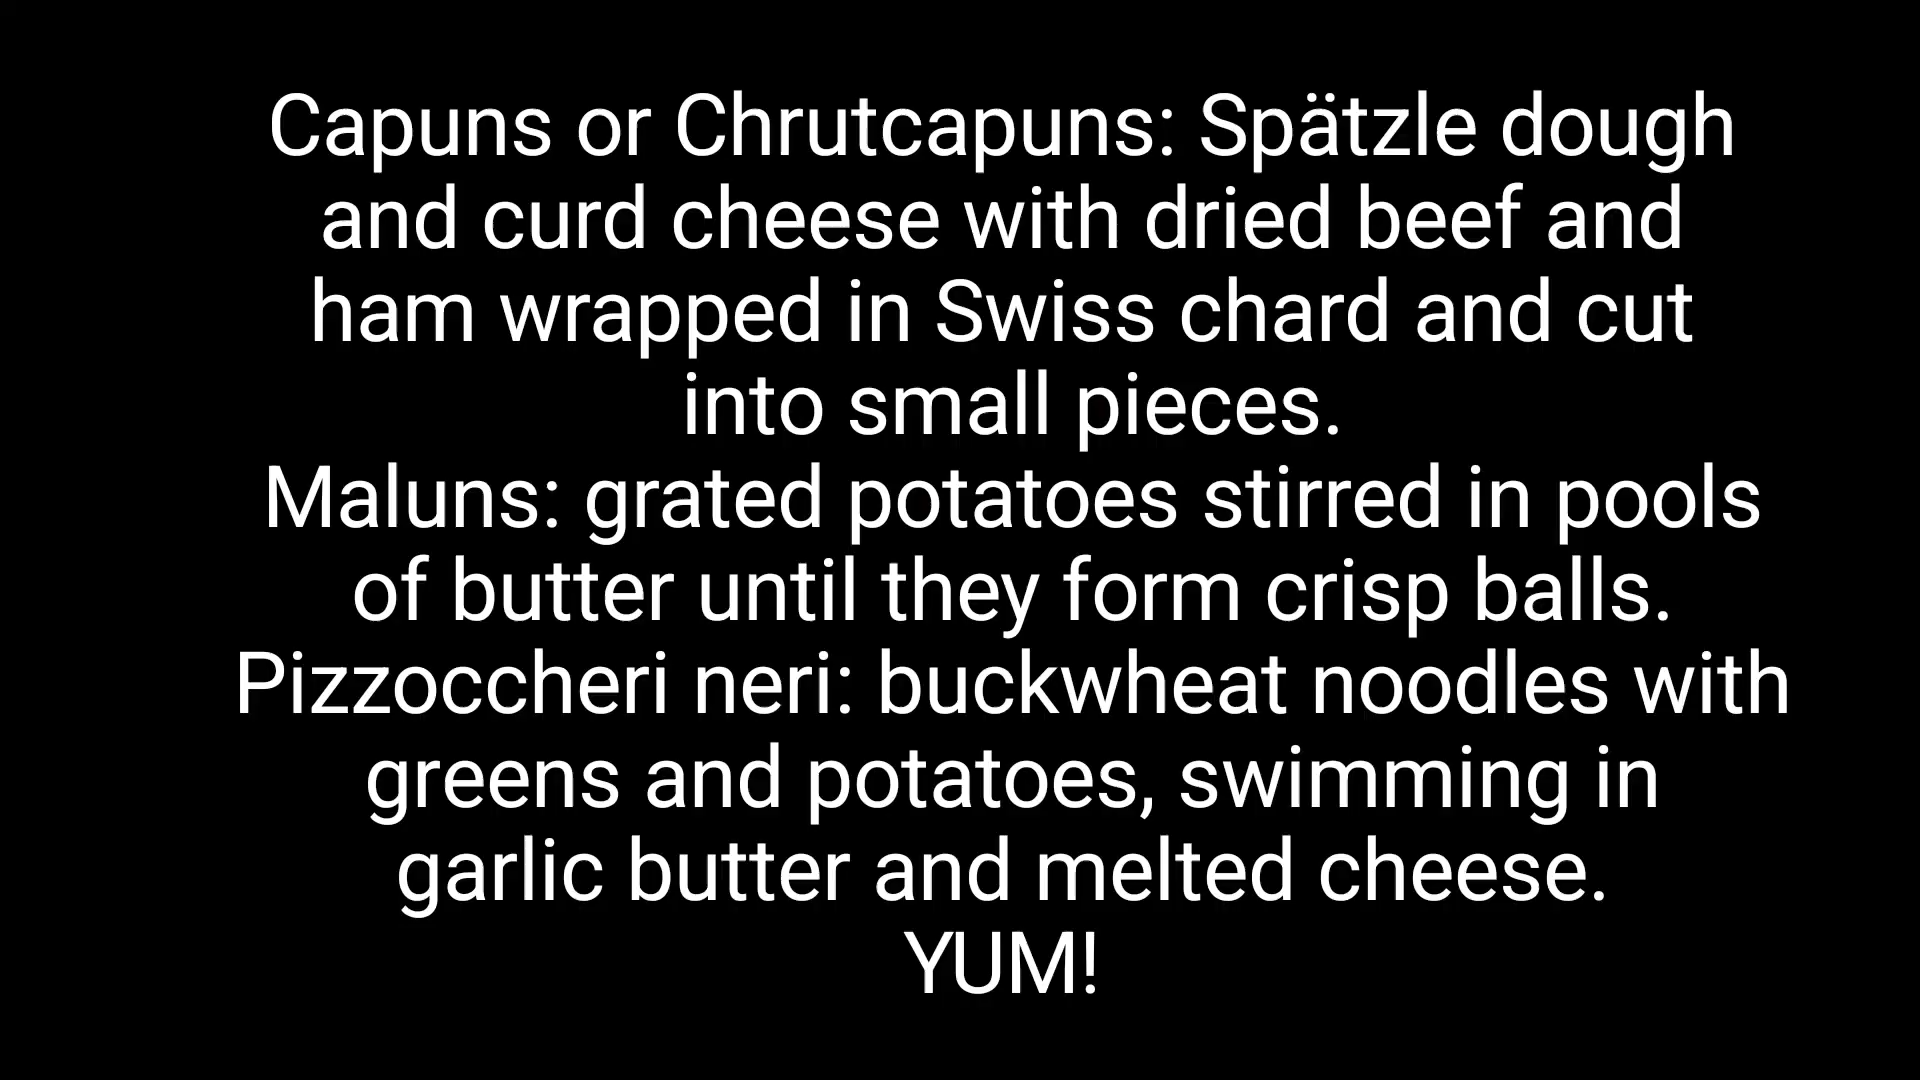 Capuns or Chrutcapuns: Spätzle dough
and curd cheese with dried beef and
ham wrapped in Swiss chard and cut
into small pieces.
Maluns: grated potatoes stirred in pools
of butter until they form crisp balls.
Pizzoccheri neri: buckwheat noodles with
greens and potatoes, swimming in
garlic butter and melted cheese.
YUM!